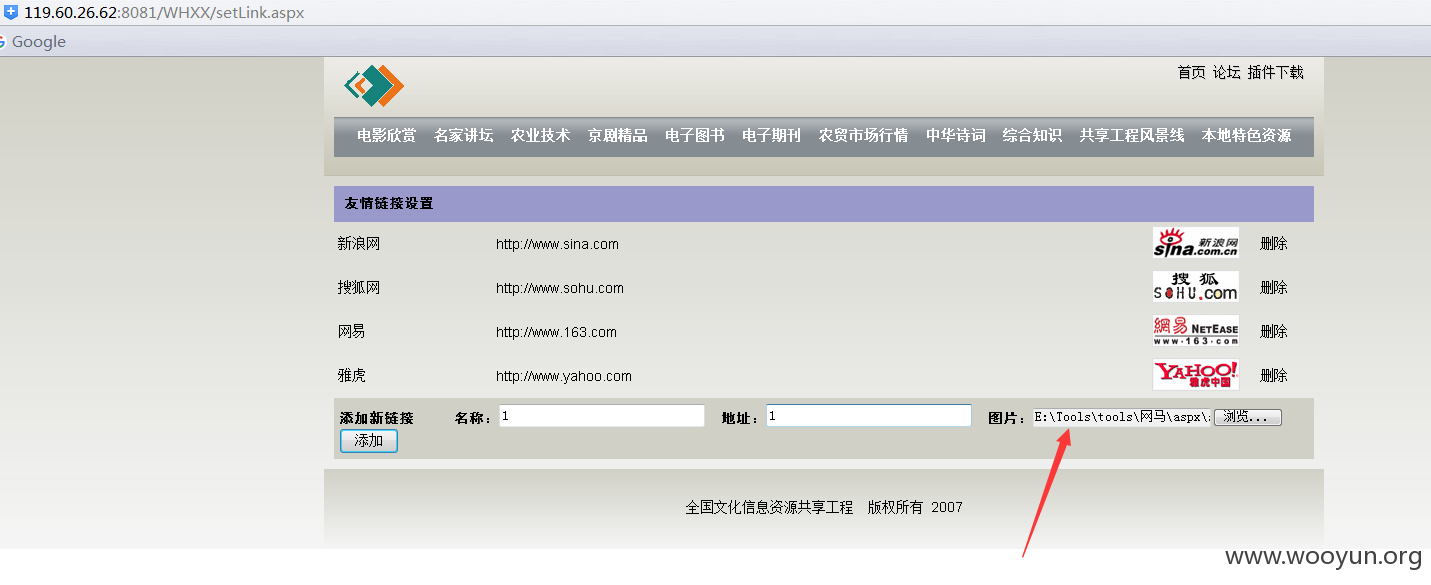 119.60.26.62:8081/WHXX/setLink.aspx
Google
首页 论坛 插件下载
电影欣赏 名家讲坛 农业技术 京剧精品 电子图书 电子期刊 农贸市场行情 中华诗词 综合知识 共享工程风景线 本地特色资源
友情链接设置
新浪网 http://www.sina.com sina 新浪网 .com.cn 删除
搜狐网 http://www.sohu.com 搜狐 SOHU.com 删除
网易 http://www.163.com 網易 NETEASE www.163.com 删除
雅虎 http://www.yahoo.com YAHOO! 雅虎中国 删除
添加新链接 名称： 1 地址： 1 图片： E:\Tools\tools\网马\aspx\ 浏览...
添加
全国文化信息资源共享工程 版权所有 2007
www.wooyun.org